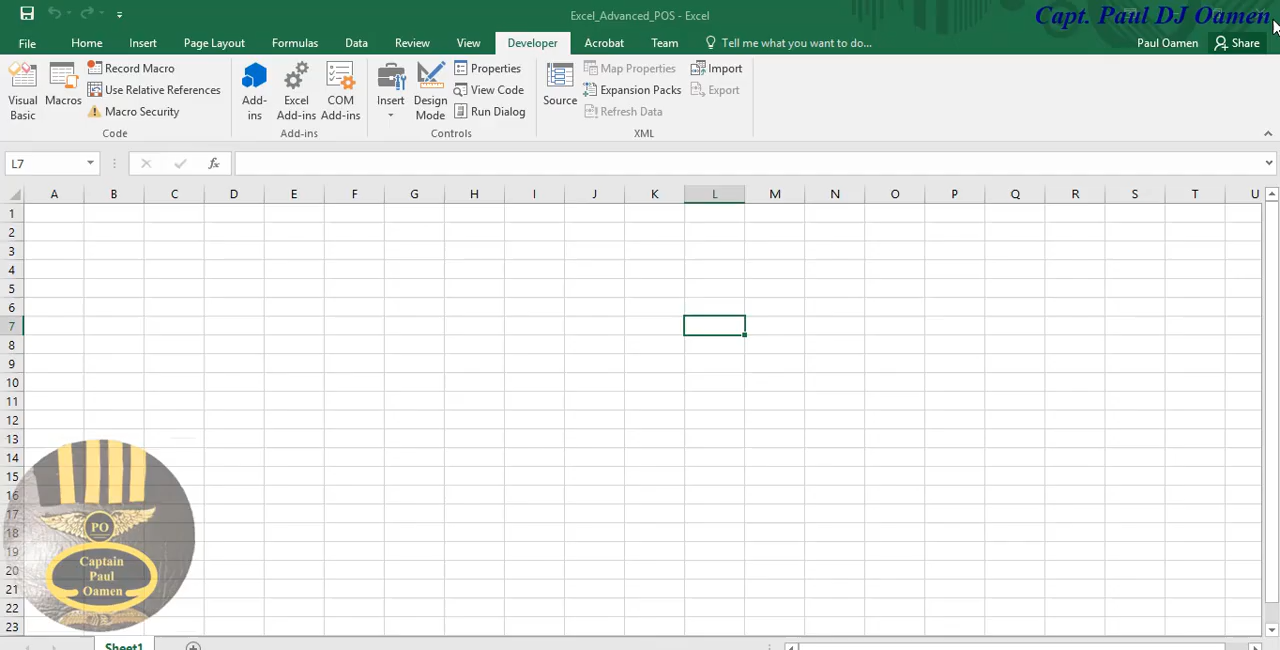 Excel_Advanced_POS - Excel
Capt. Paul DJ Oamen
File Home Insert Page Layout Formulas Data Review View Developer Acrobat Team Tell me what you want to do... Paul Oamen Share
Visual Basic
Macros
Record Macro
Use Relative References
Macro Security
Code
Add-ins
Excel Add-ins
COM Add-ins
Add-ins
Insert
Design Mode
Properties
View Code
Run Dialog
Controls
Source
Map Properties
Expansion Packs
Refresh Data
Import
Export
XML
L7
fx
A B C D E F G H I J K L M N O P Q R S T U
1
2
3
4
5
6
7
8
9
10
11
12
13
14
15
16
17
18
19
20
21
22
23
PO
Captain
Paul
Oamen
Sheet1